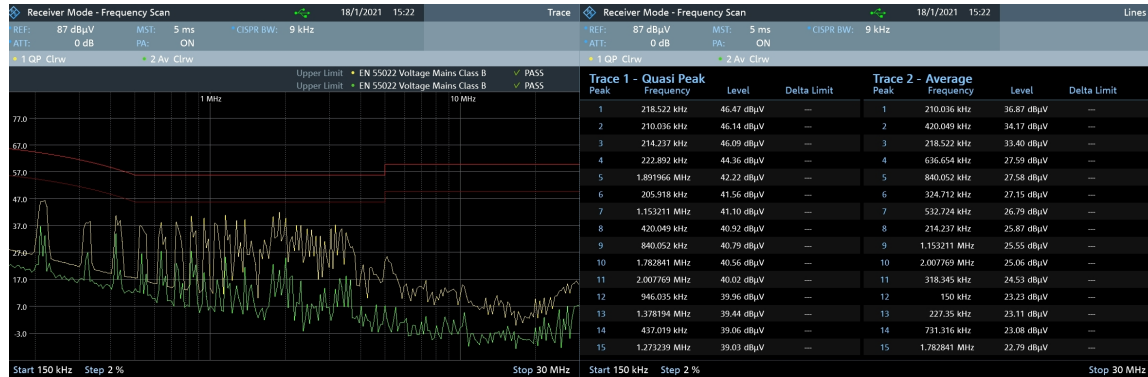 Receiver Mode - Frequency Scan 18/1/2021 15:22 Trace
REF: 87 dBµV MST: 5 ms CISPR BW: 9 kHz
ATT: 0 dB PA: ON
1 QP Clrw 2 Av Clrw
Upper Limit EN 55022 Voltage Mains Class B ✓ PASS
Upper Limit EN 55022 Voltage Mains Class B ✓ PASS
1 MHz 10 MHz
77.0
67.0
57.0
47.0
37.0
27.0
17.0
7.0
-3.0
Start 150 kHz Step 2 % Stop 30 MHz
Receiver Mode - Frequency Scan 18/1/2021 15:22 Lines
REF: 87 dBµV MST: 5 ms CISPR BW: 9 kHz
ATT: 0 dB PA: ON
1 QP Clrw 2 Av Clrw
Trace 1 - Quasi Peak
Peak Frequency Level Delta Limit
1 218.522 kHz 46.47 dBµV ---
2 210.036 kHz 46.14 dBµV ---
3 214.237 kHz 46.09 dBµV ---
4 222.892 kHz 44.36 dBµV ---
5 1.891966 MHz 42.22 dBµV ---
6 205.918 kHz 41.56 dBµV ---
7 1.153211 MHz 41.10 dBµV ---
8 420.049 kHz 40.92 dBµV ---
9 840.052 kHz 40.79 dBµV ---
10 1.782841 MHz 40.56 dBµV ---
11 2.007769 MHz 40.02 dBµV ---
12 946.035 kHz 39.96 dBµV ---
13 1.378194 MHz 39.44 dBµV ---
14 437.019 kHz 39.06 dBµV ---
15 1.273239 MHz 39.03 dBµV ---
Trace 2 - Average
Peak Frequency Level Delta Limit
1 210.036 kHz 36.87 dBµV ---
2 420.049 kHz 34.17 dBµV ---
3 218.522 kHz 33.40 dBµV ---
4 636.654 kHz 27.59 dBµV ---
5 840.052 kHz 27.58 dBµV ---
6 324.712 kHz 27.15 dBµV ---
7 532.724 kHz 26.79 dBµV ---
8 214.237 kHz 25.87 dBµV ---
9 1.153211 MHz 25.55 dBµV ---
10 2.007769 MHz 25.06 dBµV ---
11 318.345 kHz 24.53 dBµV ---
12 150 kHz 23.23 dBµV ---
13 227.35 kHz 23.11 dBµV ---
14 731.316 kHz 23.08 dBµV ---
15 1.782841 MHz 22.79 dBµV ---
Start 150 kHz Step 2 % Stop 30 MHz